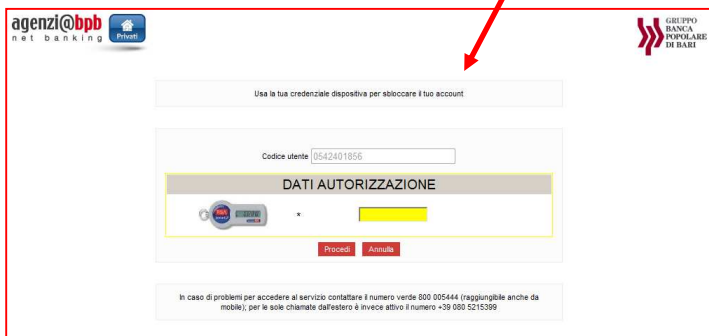 agenzi@bpb
net banking
Privati
GRUPPO
BANCA
POPOLARE
DI BARI
Usa la tua credenziale dispositiva per sbloccare il tuo account
Codice utente 0542401856
DATI AUTORIZZAZIONE
*
Procedi Annulla
In caso di problemi per accedere al servizio contattare il numero verde 800 005444 (raggiungibile anche da
mobile); per le sole chiamate dall'estero è invece attivo il numero +39 080 5215399